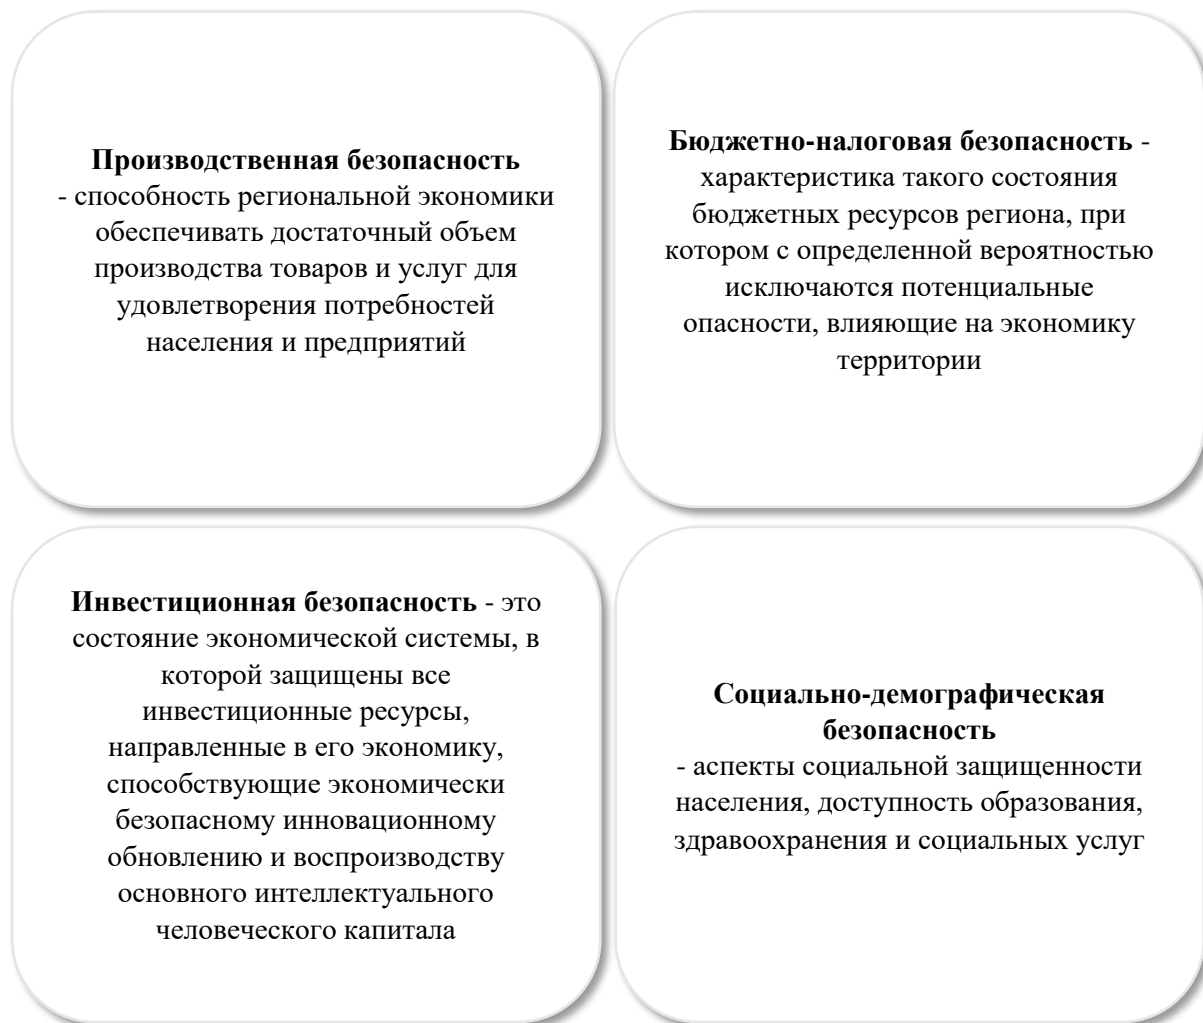 Производственная безопасность
- способность региональной экономики
обеспечивать достаточный объем
производства товаров и услуг для
удовлетворения потребностей
населения и предприятий
Бюджетно-налоговая безопасность -
характеристика такого состояния
бюджетных ресурсов региона, при
котором с определенной вероятностью
исключаются потенциальные
опасности, влияющие на экономику
территории
Инвестиционная безопасность - это
состояние экономической системы, в
которой защищены все
инвестиционные ресурсы,
направленные в его экономику,
способствующие экономически
безопасному инновационному
обновлению и воспроизводству
основного интеллектуального
человеческого капитала
Социально-демографическая
безопасность
- аспекты социальной защищенности
населения, доступность образования,
здравоохранения и социальных услуг